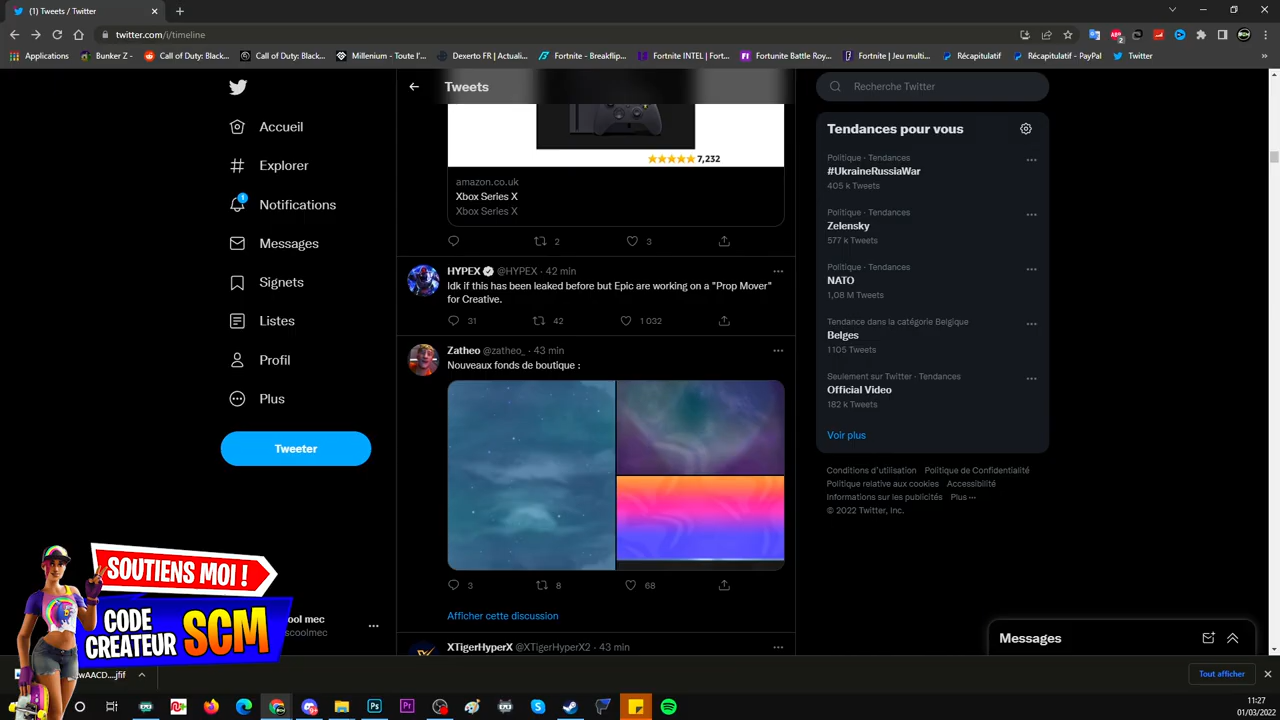 (1) Tweets / Twitter
twitter.com/i/timeline
Applications
Bunker Z -
Call of Duty: Black...
Call of Duty: Black...
Millenium - Toute l'...
Dexerto FR | Actuali...
Fortnite - Breakflip...
Fortnite INTEL | Fort...
Fortunite Battle Roy...
Fortnite | Jeu multi...
Récapitulatif
Récapitulatif - PayPal
Twitter
Accueil
Explorer
1
Notifications
Messages
Signets
Listes
Profil
Plus
Tweeter
ool mec
scoolmec
Tweets
7,232
amazon.co.uk
Xbox Series X
Xbox Series X
2
3
HYPEX @HYPEX · 42 min
Idk if this has been leaked before but Epic are working on a "Prop Mover"
for Creative.
31
42
1 032
Zatheo @zatheo_ · 43 min
Nouveaux fonds de boutique :
3
8
68
Afficher cette discussion
XTigerHyperX @XTigerHyperX2 · 43 min
Recherche Twitter
Tendances pour vous
Politique · Tendances
#UkraineRussiaWar
405 k Tweets
Politique · Tendances
Zelensky
577 k Tweets
Politique · Tendances
NATO
1,08 M Tweets
Tendance dans la catégorie Belgique
Belges
1 105 Tweets
Seulement sur Twitter · Tendances
Official Video
182 k Tweets
Voir plus
Conditions d'utilisation Politique de Confidentialité
Politique relative aux cookies Accessibilité
Informations sur les publicités Plus ···
© 2022 Twitter, Inc.
Messages
SOUTIENS MOI !
CODE
CREATEUR SCM
wAACD....jfif
Tout afficher
11:27
01/03/2022